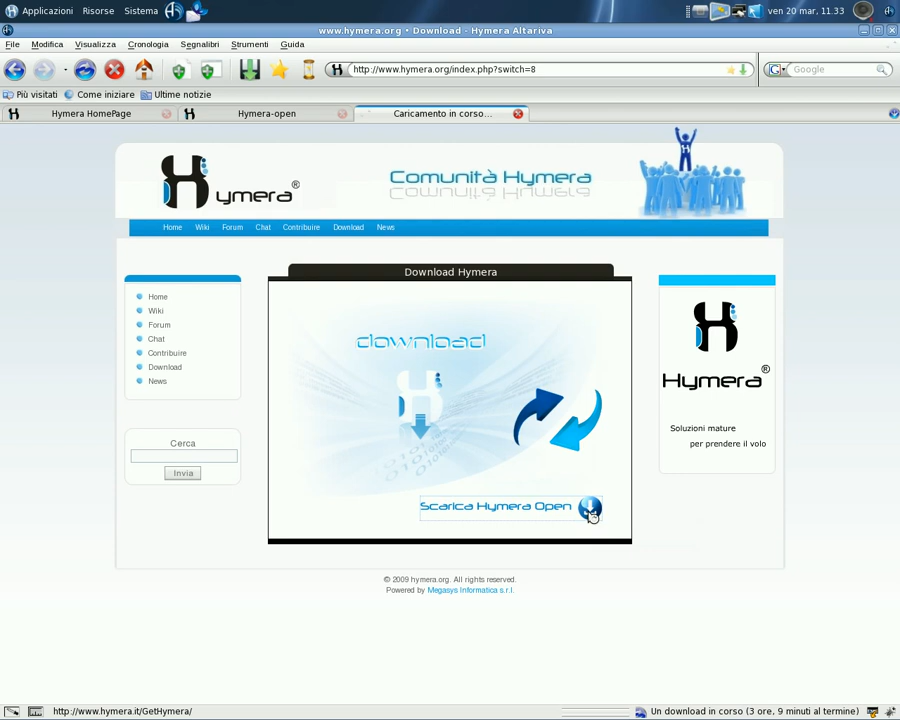 Applicazioni Risorse Sistema ven 20 mar, 11.33
www.hymera.org • Download - Hymera Altariva
File Modifica Visualizza Cronologia Segnalibri Strumenti Guida
http://www.hymera.org/index.php?switch=8 Google
Più visitati Come iniziare Ultime notizie
Hymera HomePage Hymera-open Caricamento in corso...
Hymera®
Comunità Hymera
Home Wiki Forum Chat Contribuire Download News
Home
Wiki
Forum
Chat
Contribuire
Download
News
Cerca
Invia
Download Hymera
download
Scarica Hymera Open
Hymera®
Soluzioni mature
per prendere il volo
© 2009 hymera.org. All rights reserved.
Powered by Megasys Informatica s.r.l.
http://www.hymera.it/GetHymera/ Un download in corso (3 ore, 9 minuti al termine)